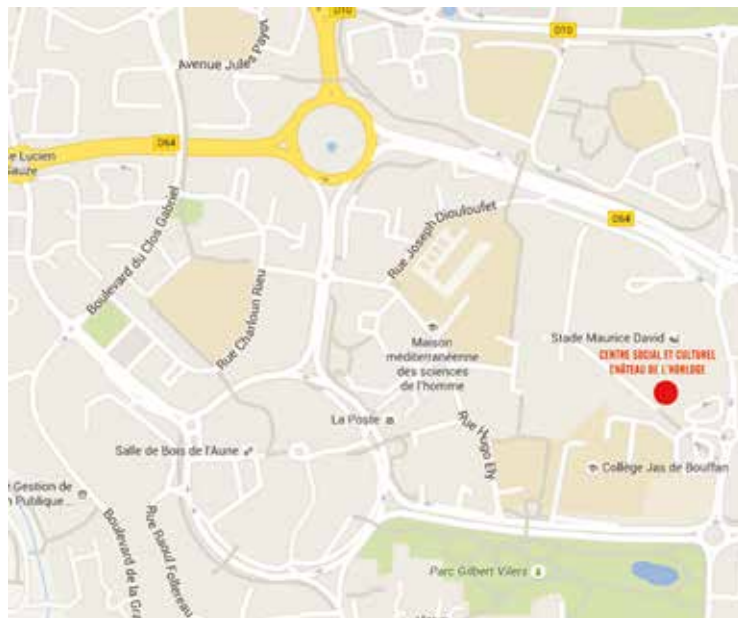 D10
D10
Avenue Jules Payot
D64
e Lucien
Gauze
D64
Boulevard du Clos Gabriel
Rue Joseph Diouloufet
Rue Charloun Rieu
Stade Maurice David
CENTRE SOCIAL ET CULTUREL
CHÂTEAU DE L'HORLOGE
Maison
méditerranéenne
des sciences
de l'homme
La Poste
Rue Hugo Ely
Salle de Bois de l'Aune
Collège Jas de Bouffan
Gestion de
n Publique...
Boulevard de la Gra
Rue Raoul Follereau
Parc Gilbert Vilers